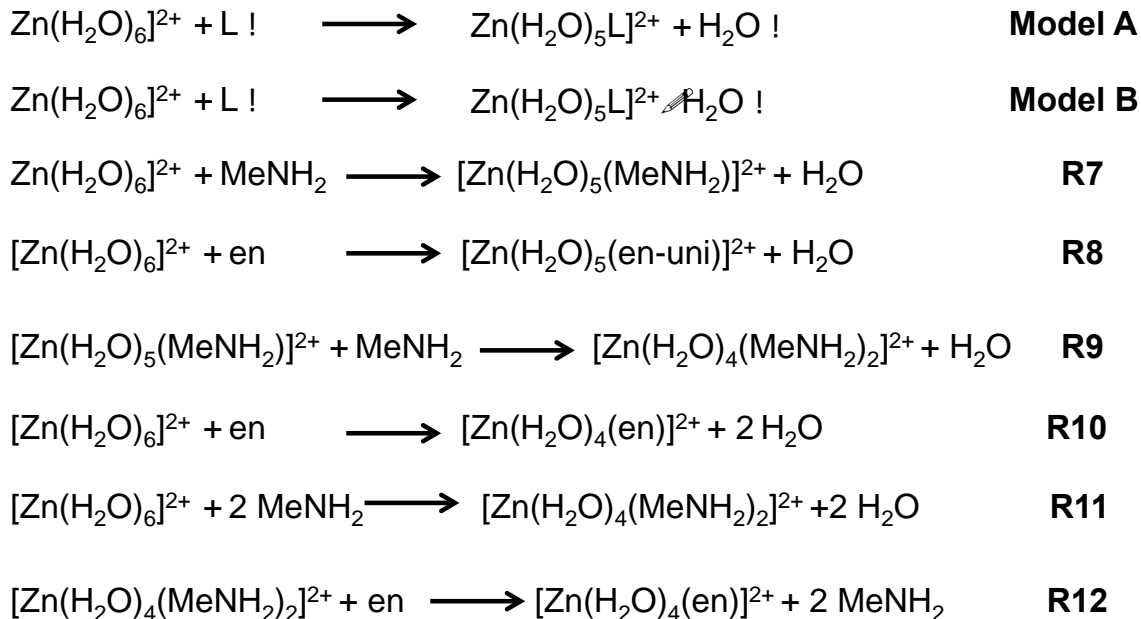 Zn(H₂O)₆]²⁺ + L ! ⟶ Zn(H₂O)₅L]²⁺ + H₂O ! Model A
Zn(H₂O)₆]²⁺ + L ! ⟶ Zn(H₂O)₅L]²⁺ H₂O ! Model B
Zn(H₂O)₆]²⁺ + MeNH₂ ⟶ [Zn(H₂O)₅(MeNH₂)]²⁺ + H₂O R7
[Zn(H₂O)₆]²⁺ + en ⟶ [Zn(H₂O)₅(en-uni)]²⁺ + H₂O R8
[Zn(H₂O)₅(MeNH₂)]²⁺ + MeNH₂ ⟶ [Zn(H₂O)₄(MeNH₂)₂]²⁺ + H₂O R9
[Zn(H₂O)₆]²⁺ + en ⟶ [Zn(H₂O)₄(en)]²⁺ + 2 H₂O R10
[Zn(H₂O)₆]²⁺ + 2 MeNH₂ ⟶ [Zn(H₂O)₄(MeNH₂)₂]²⁺ +2 H₂O R11
[Zn(H₂O)₄(MeNH₂)₂]²⁺ + en ⟶ [Zn(H₂O)₄(en)]²⁺ + 2 MeNH₂ R12